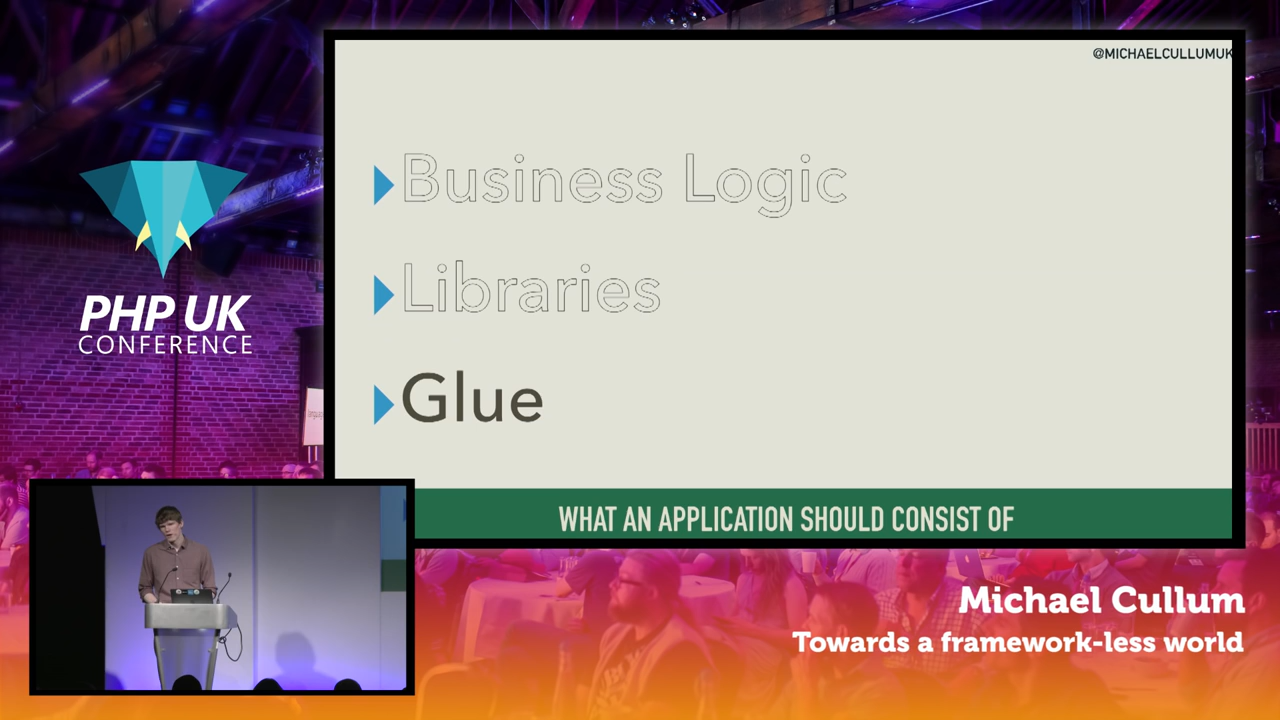 @MICHAELCULLUMUK
Business Logic
Libraries
Glue
WHAT AN APPLICATION SHOULD CONSIST OF
PHP UK
CONFERENCE
Michael Cullum
Towards a framework-less world